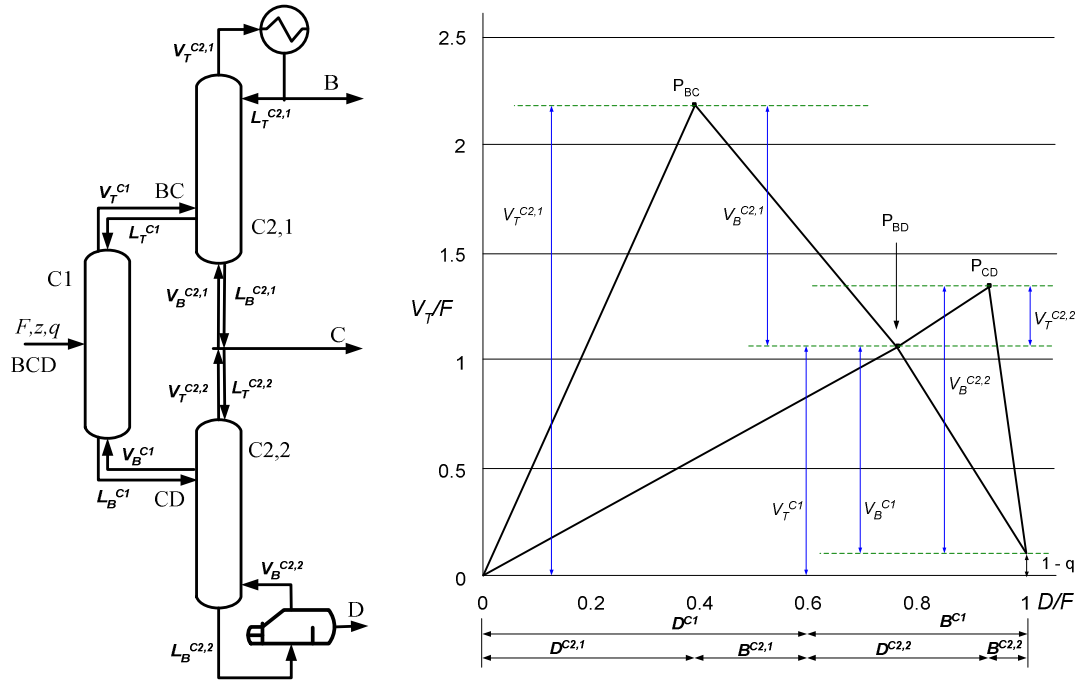 V_T^C2,1
B
L_T^C2,1
V_T^C1
BC
L_T^C1
C2,1
C1
V_B^C2,1
L_B^C2,1
F,z,q
BCD
C
V_T^C2,2
L_T^C2,2
C2,2
V_B^C1
CD
L_B^C1
V_B^C2,2
D
L_B^C2,2
2.5
P_BC
2
V_T^C2,1
V_B^C2,1
P_BD
1.5
P_CD
V_T/F
V_T^C2,2
1
V_B^C2,2
0.5
V_T^C1
V_B^C1
1 - q
0
0 0.2 0.4 0.6 0.8 1 D/F
D^C1 B^C1
D^C2,1 B^C2,1 D^C2,2 B^C2,2